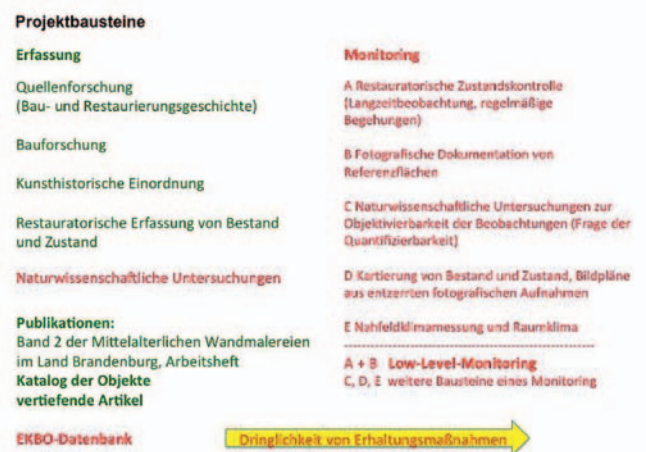 Projektbausteine
Erfassung
Quellenforschung
(Bau- und Restaurierungsgeschichte)
Bauforschung
Kunsthistorische Einordnung
Restauratorische Erfassung von Bestand
und Zustand
Naturwissenschaftliche Untersuchungen
Publikationen:
Band 2 der Mittelalterlichen Wandmalereien
im Land Brandenburg, Arbeitsheft
Katalog der Objekte
vertiefende Artikel
EKBO-Datenbank
Monitoring
A Restauratorische Zustandskontrolle
(Langzeitbeobachtung, regelmäßige
Begehungen)
B Fotografische Dokumentation von
Referenzflächen
C Naturwissenschaftliche Untersuchungen zur
Objektivierbarkeit der Beobachtungen (Frage der
Quantifizierbarkeit)
D Kartierung von Bestand und Zustand, Bildpläne
aus entzerrten fotografischen Aufnahmen
E Nahfeldklimamessung und Raumklima
A + B Low-Level-Monitoring
C, D, E weitere Bausteine eines Monitoring
Dringlichkeit von Erhaltungsmaßnahmen